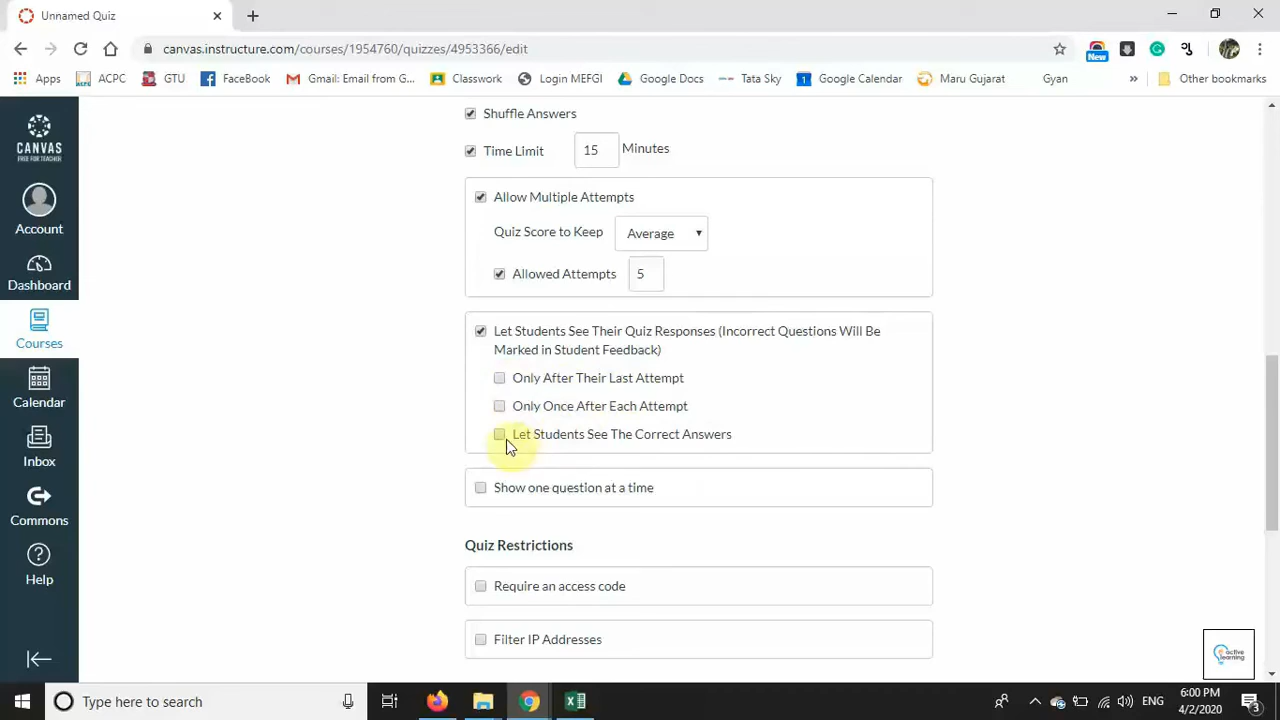 Unnamed Quiz
canvas.instructure.com/courses/1954760/quizzes/4953366/edit
New
Apps
ACPC
GTU
FaceBook
Gmail: Email from G...
Classwork
Login MEFGI
Google Docs
Tata Sky
Google Calendar
Maru Gujarat
Gyan
»
Other bookmarks
CANVAS
FREE FOR TEACHER
Account
Dashboard
Courses
Calendar
Inbox
Commons
Help
Shuffle Answers
Time Limit 15 Minutes
Allow Multiple Attempts
Quiz Score to Keep Average
Allowed Attempts 5
Let Students See Their Quiz Responses (Incorrect Questions Will Be
Marked in Student Feedback)
Only After Their Last Attempt
Only Once After Each Attempt
Let Students See The Correct Answers
Show one question at a time
Quiz Restrictions
Require an access code
Filter IP Addresses
active
learning
Type here to search
ENG
6:00 PM
4/2/2020
3